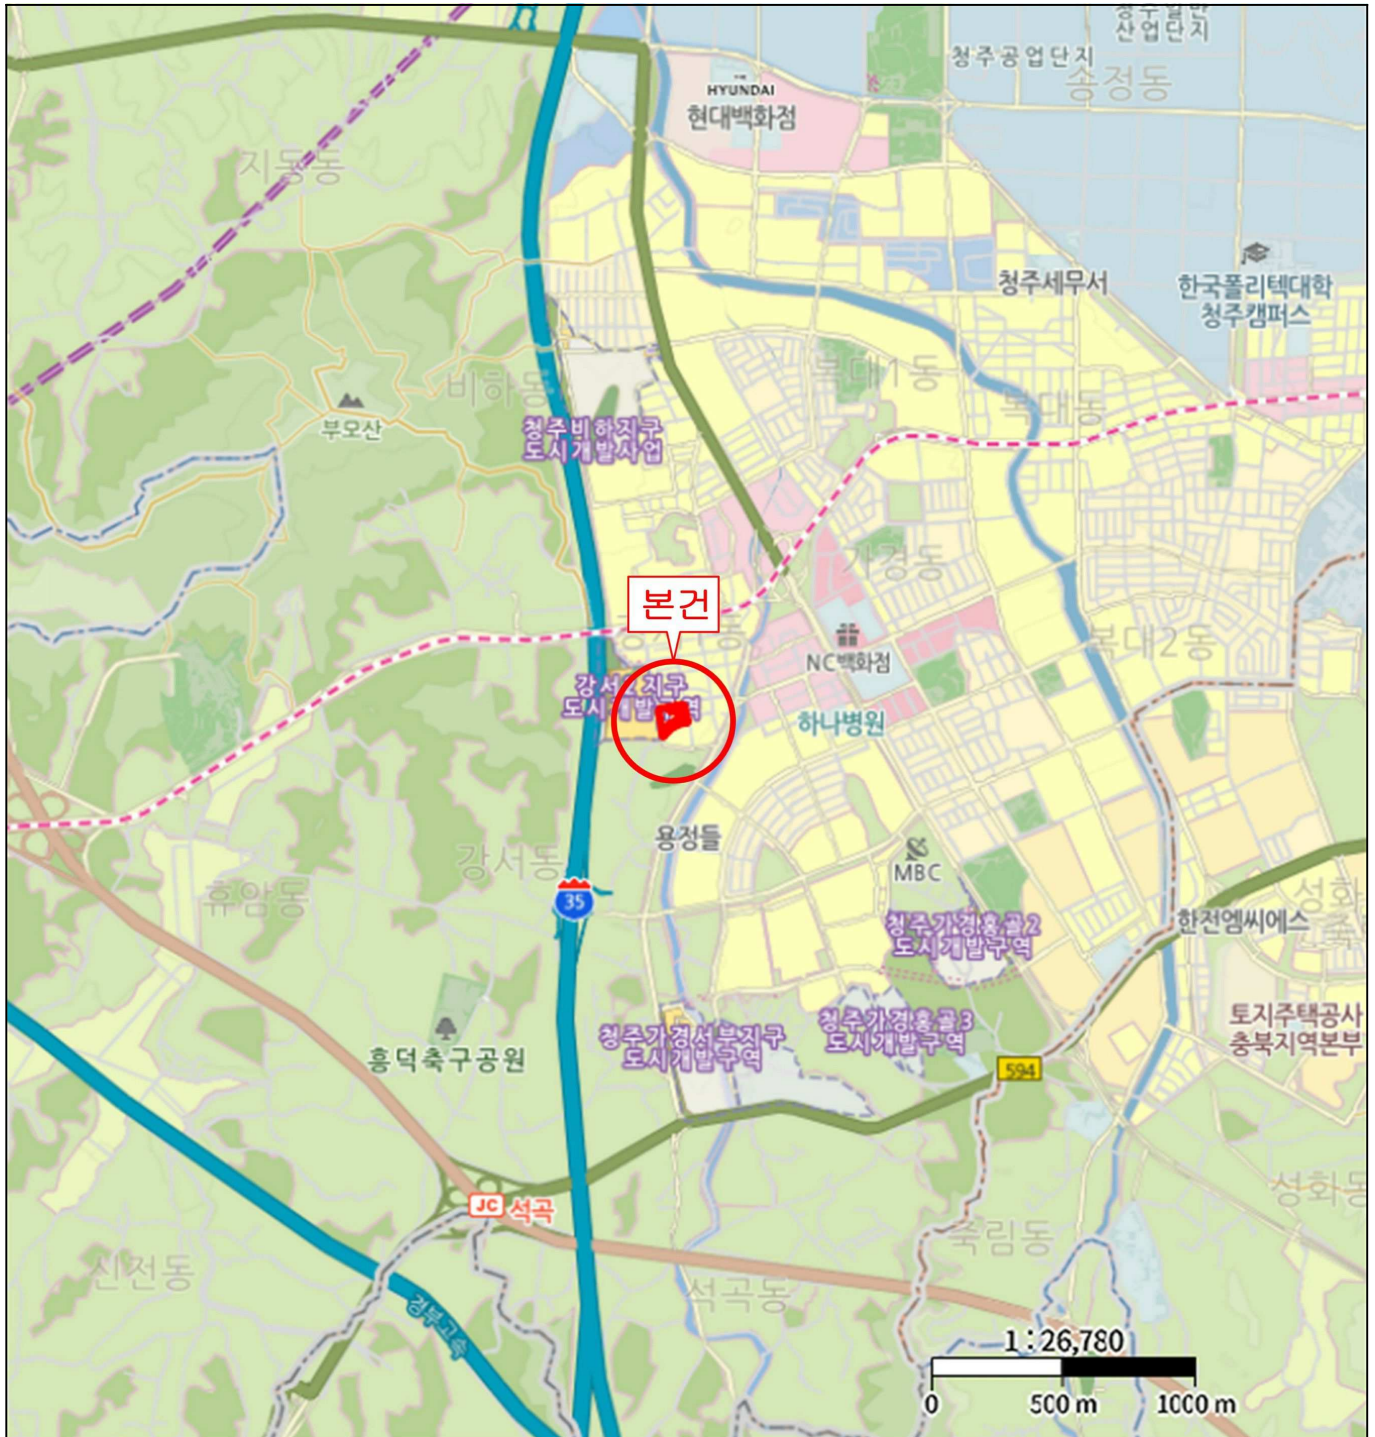 청주일반
산업단지
청주공업단지
송정동
HYUNDAI
현대백화점
지동동
청주세무서
한국폴리텍대학
청주캠퍼스
비하동
복대1동
복대동
부모산
청주비하지구
도시개발사업
가경동
본건
복대2동
NC백화점
강서2지구
도시개발구역
하나병원
용정들
MBC
강서동
휴암동
35
성화
한전엠씨에스
청주가경홍골2
도시개발구역
청주가경홍골3
도시개발구역
청주가경서부지구
도시개발구역
토지주택공사
충북지역본부
흥덕축구공원
594
성화동
JC 석곡
죽림동
신전동
석곡동
경부고속
1:26,780
0 500 m 1000 m